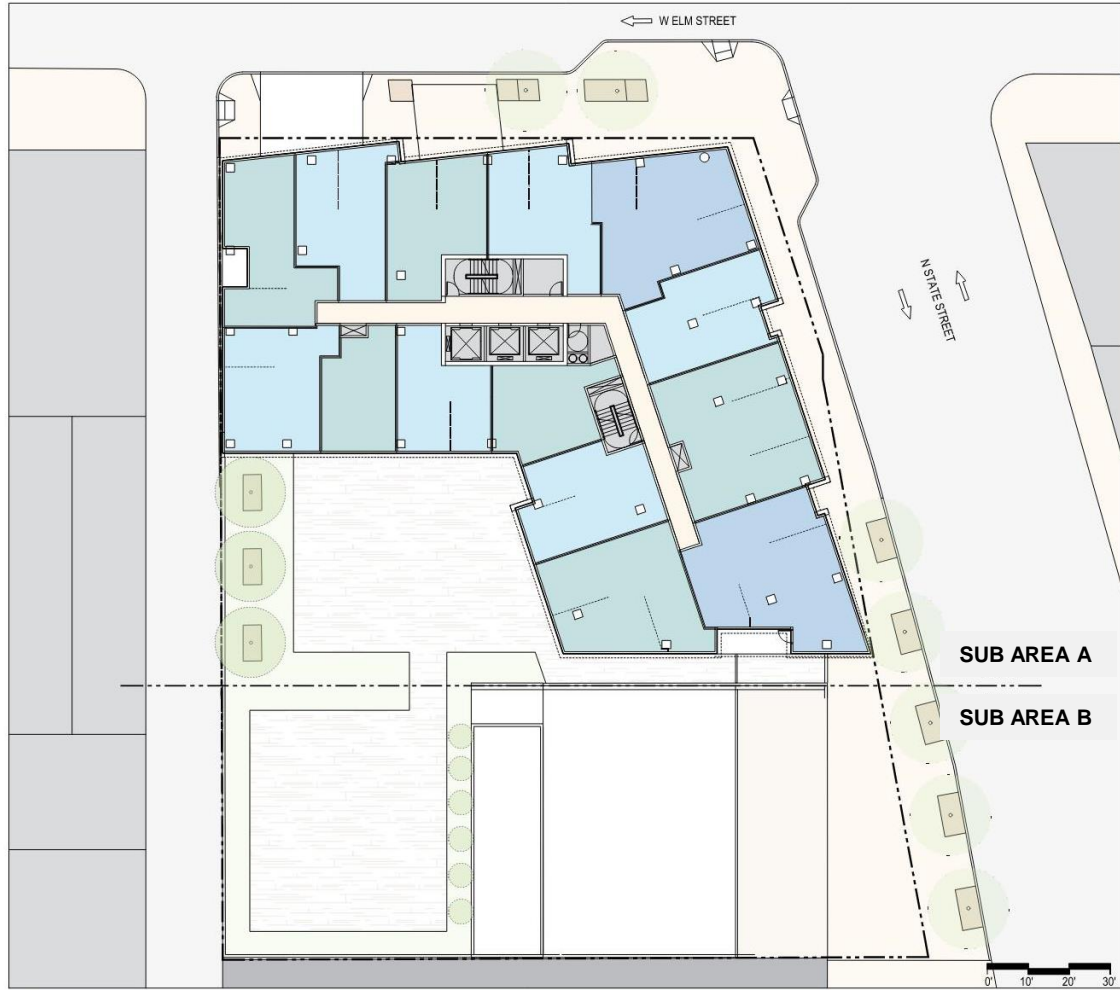 W ELM STREET
N STATE STREET
SUB AREA A
SUB AREA B
0' 10' 20' 30'